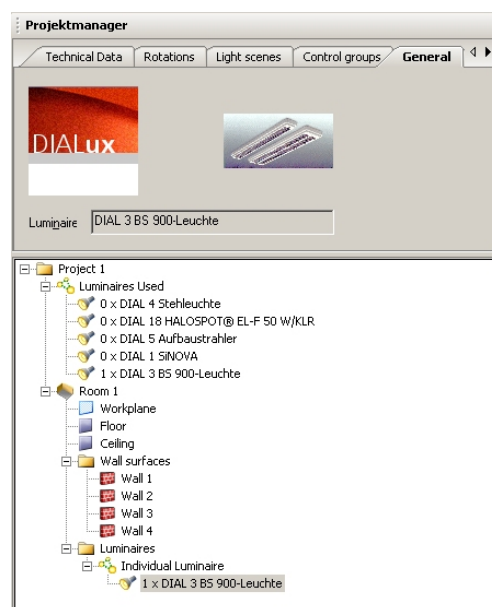 Projektmanager
Technical Data
Rotations
Light scenes
Control groups
General
DIALux
Luminaire
DIAL 3 BS 900-Leuchte
Project 1
Luminaires Used
0 x DIAL 4 Stehleuchte
0 x DIAL 18 HALOSPOT® EL-F 50 W/KLR
0 x DIAL 5 Aufbaustrahler
0 x DIAL 1 SiNOVA
1 x DIAL 3 BS 900-Leuchte
Room 1
Workplane
Floor
Ceiling
Wall surfaces
Wall 1
Wall 2
Wall 3
Wall 4
Luminaires
Individual Luminaire
1 x DIAL 3 BS 900-Leuchte